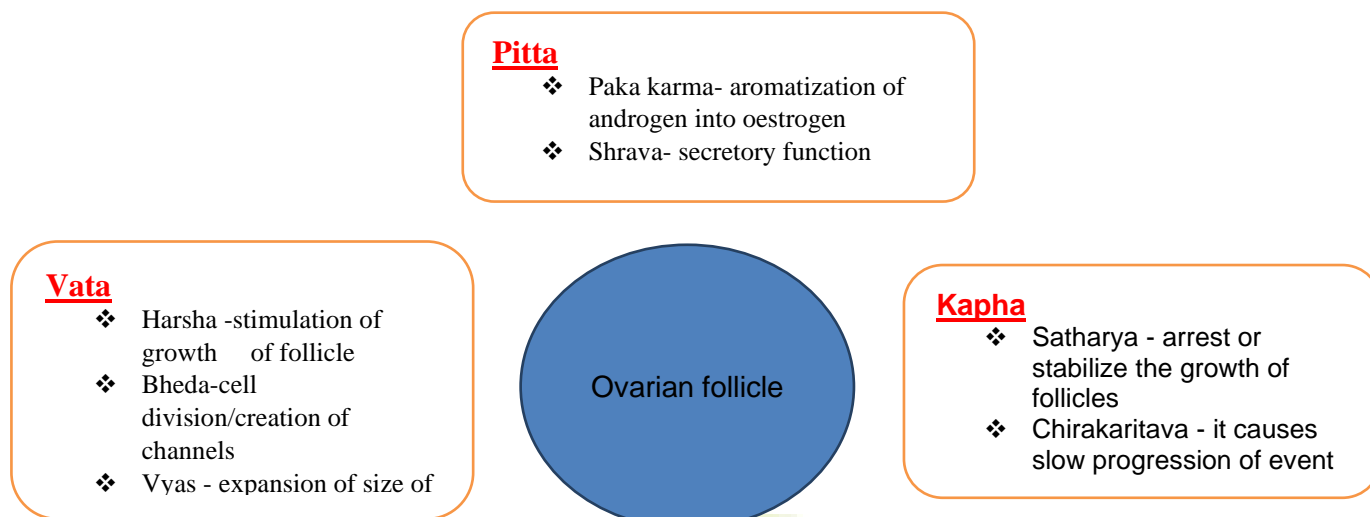 Pitta
❖ Paka karma- aromatization of
androgen into oestrogen
❖ Shrava- secretory function
Vata
❖ Harsha -stimulation of
growth of follicle
❖ Bheda-cell
division/creation of
channels
❖ Vyas - expansion of size of
Ovarian follicle
Kapha
❖ Satharya - arrest or
stabilize the growth of
follicles
❖ Chirakaritava - it causes
slow progression of event